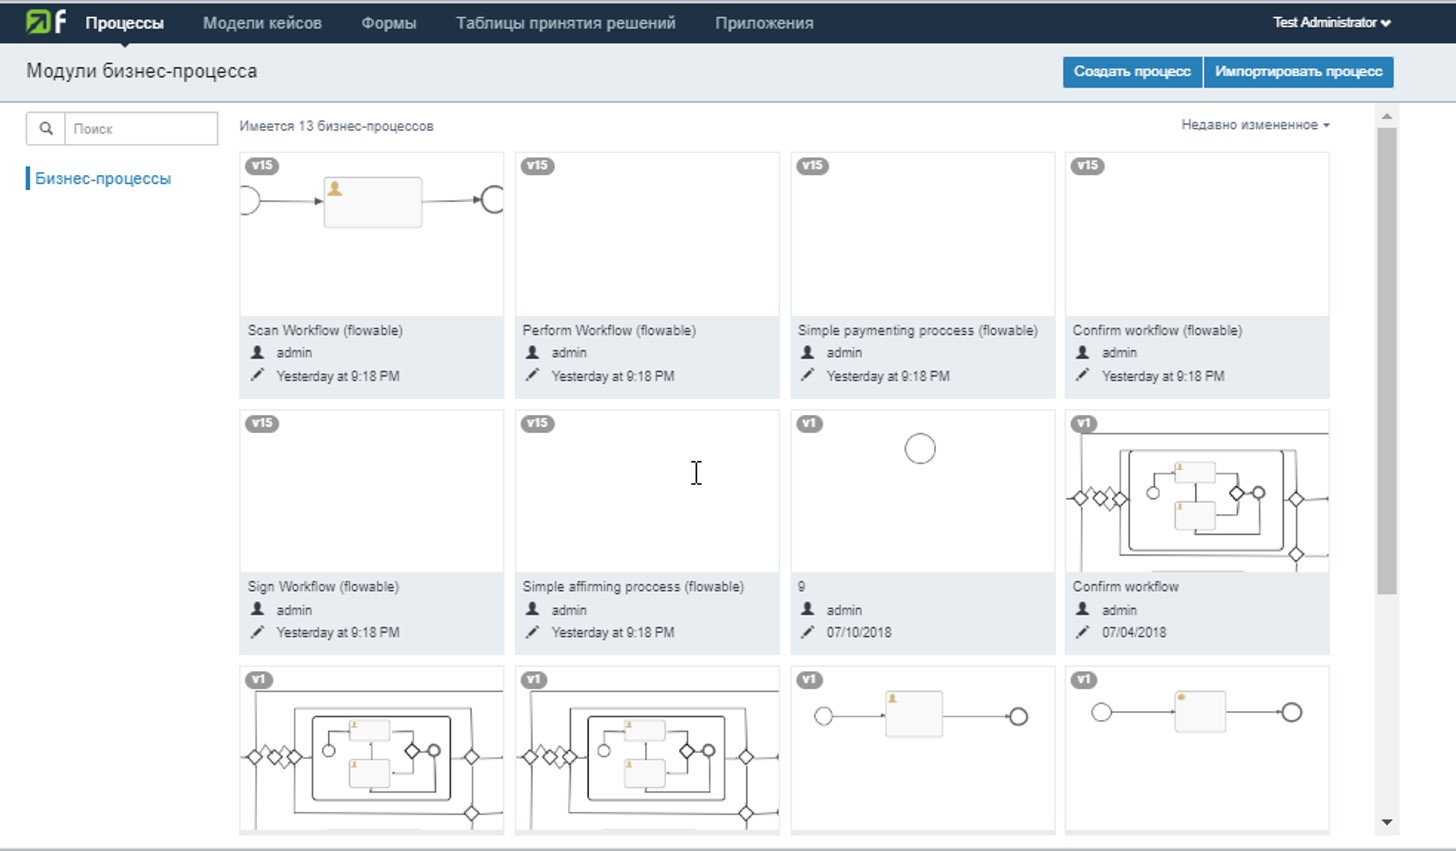 f Процессы Модели кейсов Формы Таблицы принятия решений Приложения Test Administrator
Модули бизнес-процесса Создать процесс Импортировать процесс
Поиск Имеется 13 бизнес-процессов Недавно измененное
Бизнес-процессы
v15 v15 v15 v15
Scan Workflow (flowable) Perform Workflow (flowable) Simple paymenting proccess (flowable) Confirm workflow (flowable)
admin admin admin admin
Yesterday at 9:18 PM Yesterday at 9:18 PM Yesterday at 9:18 PM Yesterday at 9:18 PM
v15 v15 v1 v1
Sign Workflow (flowable) Simple affirming proccess (flowable) 9 Confirm workflow
admin admin admin admin
Yesterday at 9:18 PM Yesterday at 9:18 PM 07/10/2018 07/04/2018
v1 v1 v1 v1